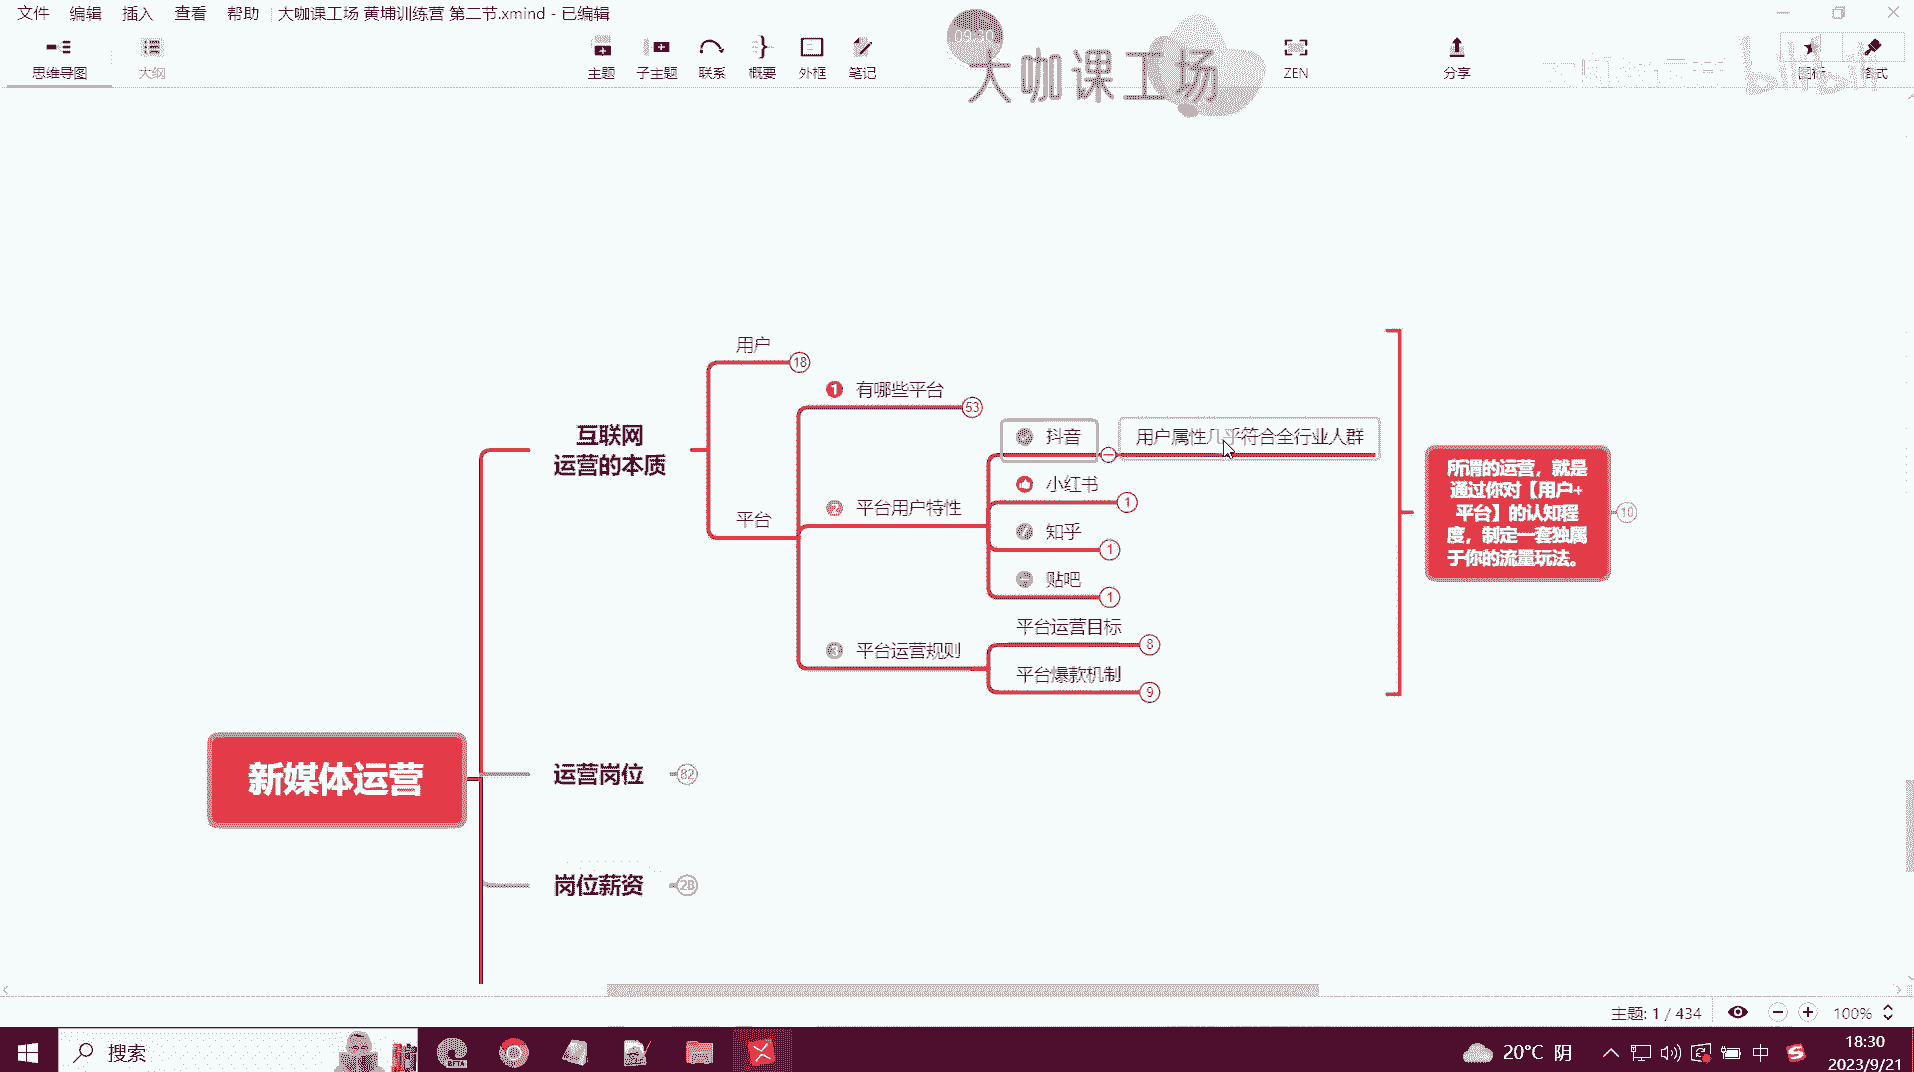 文件 编辑 插入 查看 帮助 大咖课工场 黄埔训练营 第二节.xmind - 已编辑
思维导图 大纲 主题 子主题 联系 概要 外框 笔记 ZEN 分享
大咖课工场
bilibili
用户 18
有哪些平台 53
抖音 用户属性几乎符合全行业人群
互联网
运营的本质
小红书 1
平台
平台用户特性
知乎 1
贴吧 1
平台运营规则
平台运营目标 8
平台爆款机制 9
所谓的运营，就是
通过你对【用户+
平台】的认知程
度，制定一套独属
于你的流量玩法。
10
新媒体运营
运营岗位 82
岗位薪资 28
主题: 1 / 434 100%
搜索 20°C 阴 中 18:30
2023/9/21